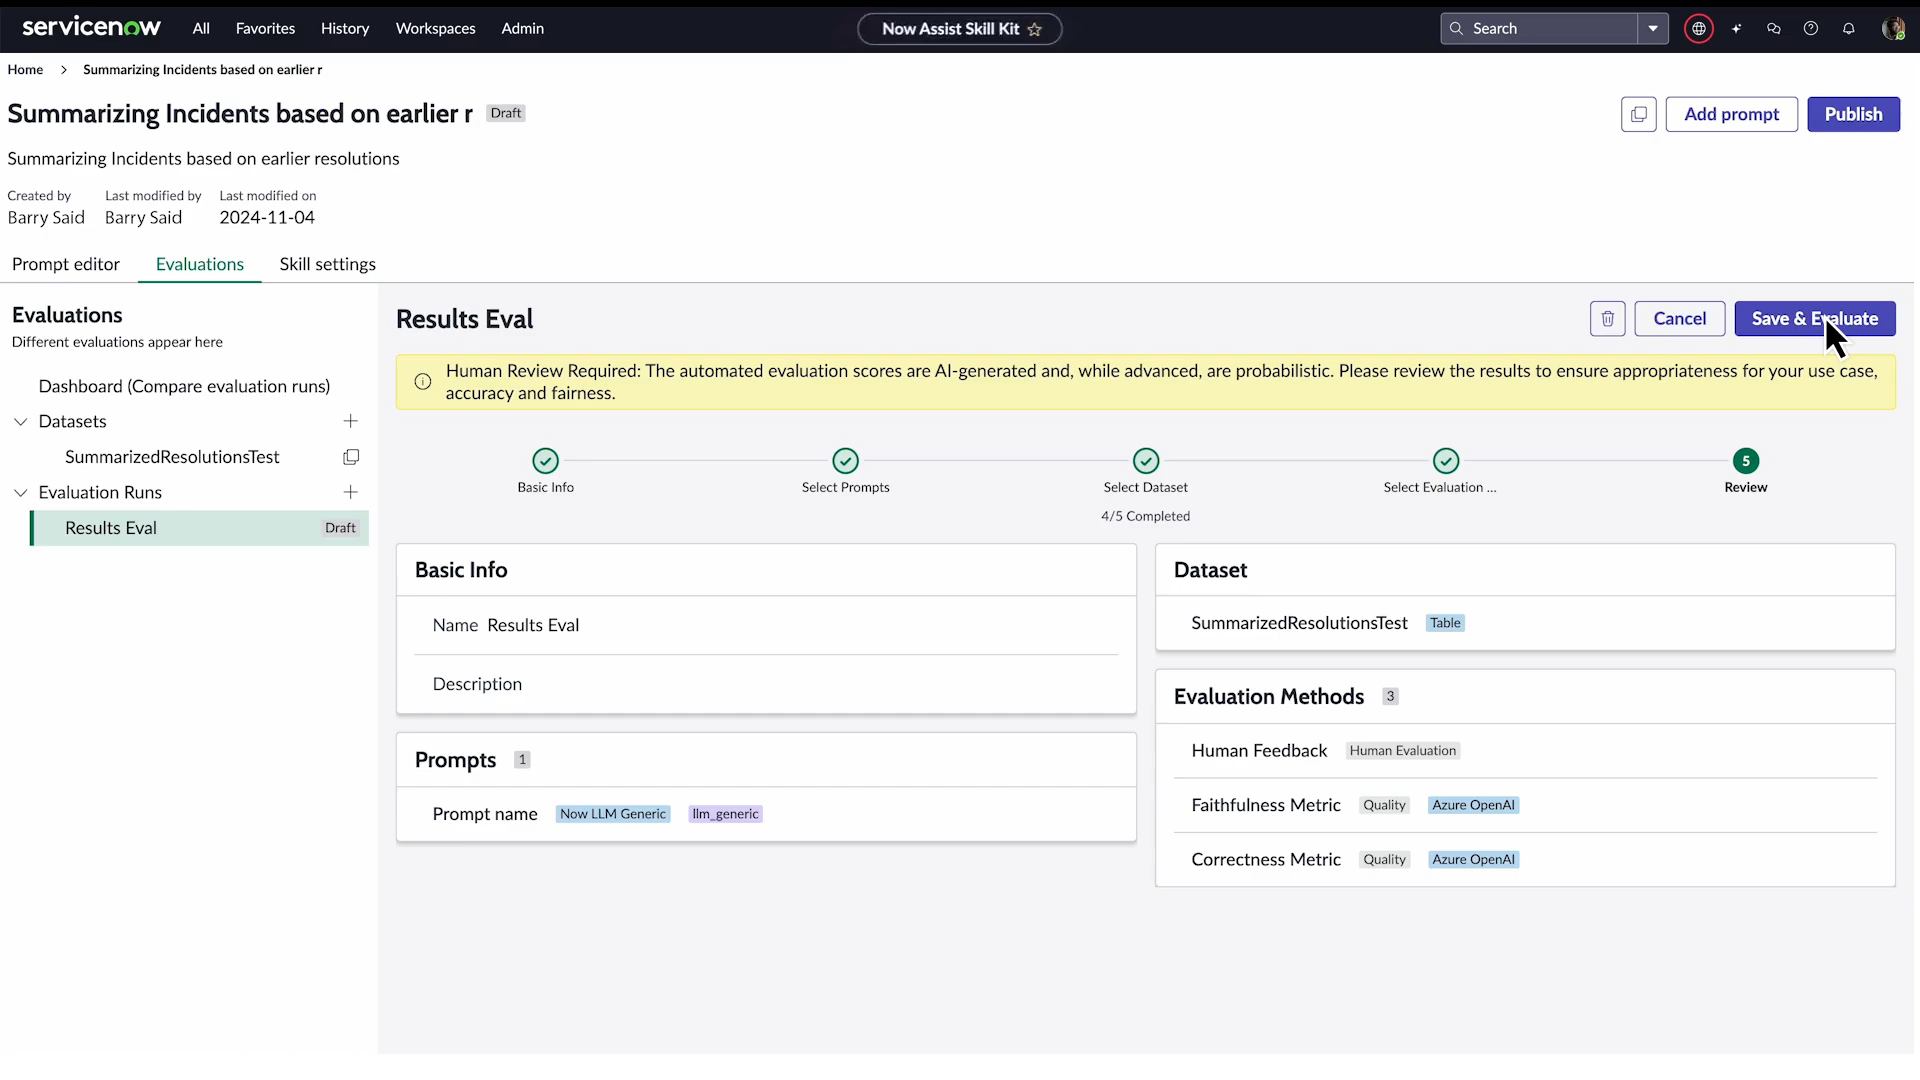 servicenow All Favorites History Workspaces Admin Now Assist Skill Kit Search
Home Summarizing Incidents based on earlier r
Summarizing Incidents based on earlier r Draft Add prompt Publish
Summarizing Incidents based on earlier resolutions
Created by Last modified by Last modified on
Barry Said Barry Said 2024-11-04
Prompt editor Evaluations Skill settings
Evaluations
Different evaluations appear here
Dashboard (Compare evaluation runs)
Datasets
SummarizedResolutionsTest
Evaluation Runs
Results Eval Draft
Results Eval Cancel Save & Evaluate
Human Review Required: The automated evaluation scores are AI-generated and, while advanced, are probabilistic. Please review the results to ensure appropriateness for your use case,
accuracy and fairness.
5
Basic Info Select Prompts Select Dataset Select Evaluation ... Review
4/5 Completed
Basic Info
Name Results Eval
Description
Prompts 1
Prompt name Now LLM Generic llm_generic
Dataset
SummarizedResolutionsTest Table
Evaluation Methods 3
Human Feedback Human Evaluation
Faithfulness Metric Quality Azure OpenAI
Correctness Metric Quality Azure OpenAI